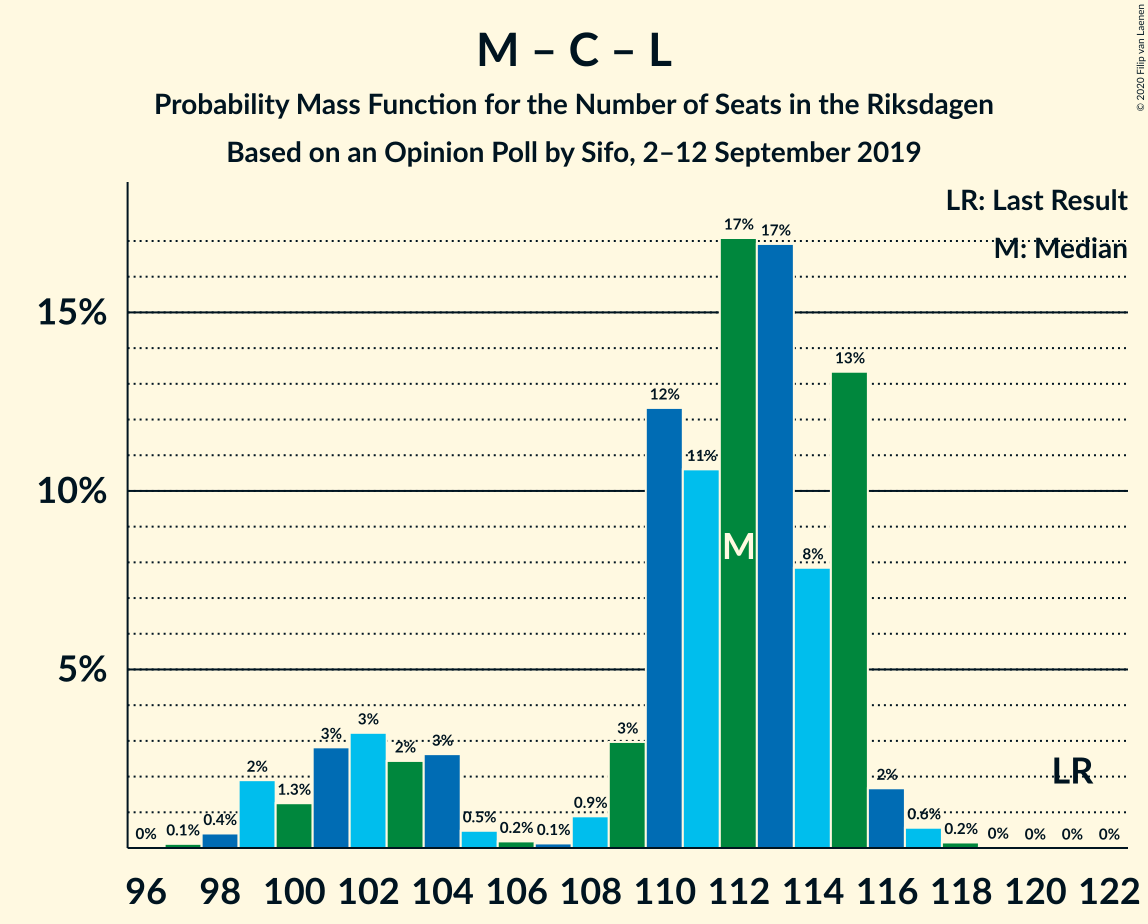 M – C – L
Probability Mass Function for the Number of Seats in the Riksdagen
Based on an Opinion Poll by Sifo, 2–12 September 2019
© 2020 Filip van Laenen
LR: Last Result
M: Median
15%
10%
5%
0% 0.1% 0.4% 2% 1.3% 3% 3% 2% 3% 0.5% 0.2% 0.1% 0.9% 3% 12% 11% 17% 17% 8% 13% 2% 0.6% 0.2% 0% 0% 0% 0%
M
LR
96 98 100 102 104 106 108 110 112 114 116 118 120 122